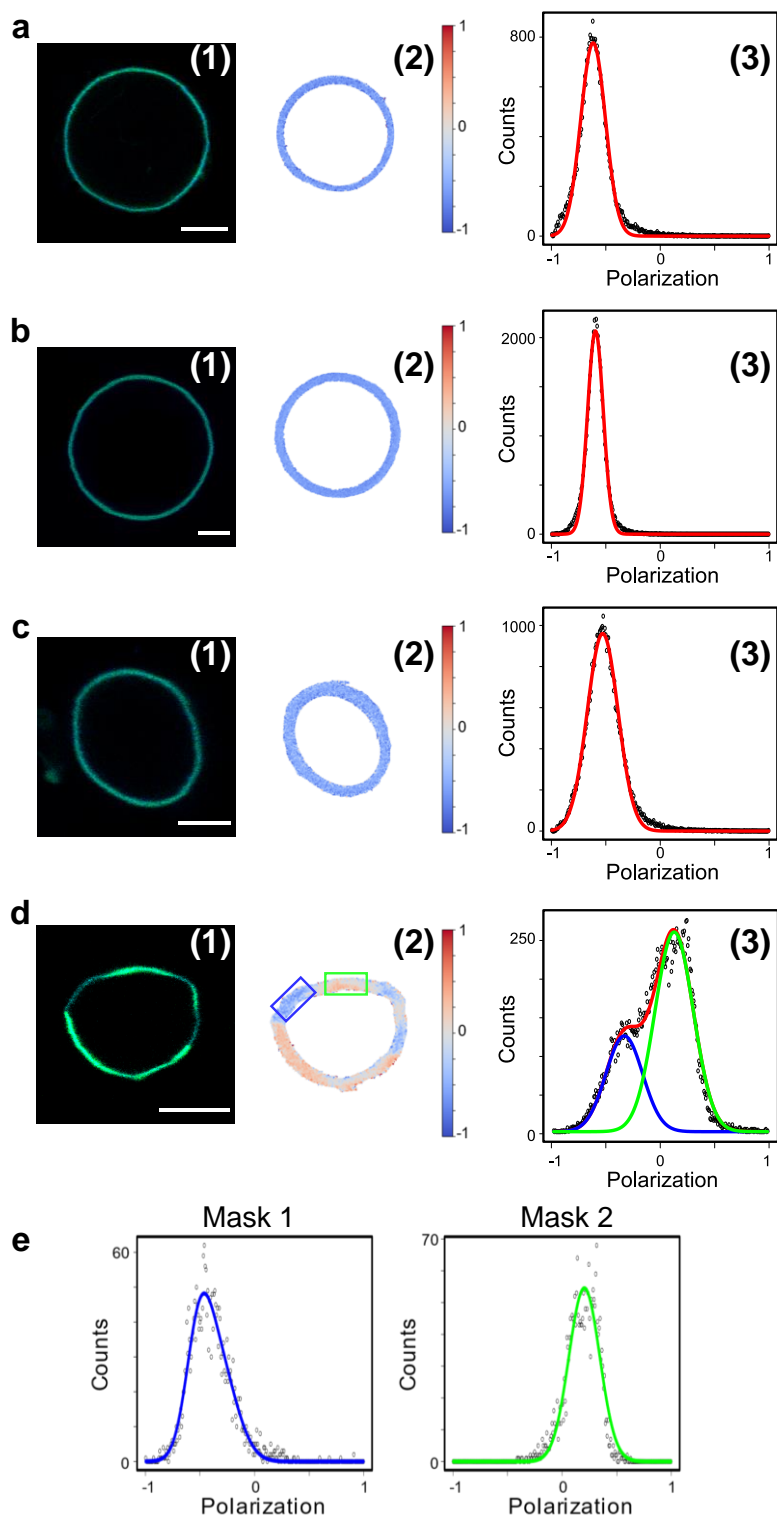 a
(1)
(2)
1
0
-1
(3)
800
0
Counts
-1
0
1
Polarization
b
(1)
(2)
1
0
-1
(3)
2000
0
Counts
-1
0
1
Polarization
c
(1)
(2)
1
0
-1
(3)
1000
0
Counts
-1
0
1
Polarization
d
(1)
(2)
1
0
-1
(3)
250
0
Counts
-1
0
1
Polarization
e
Mask 1
60
0
Counts
-1
0
1
Polarization
Mask 2
70
0
Counts
-1
0
1
Polarization